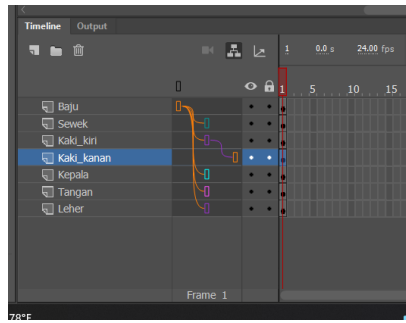 Timeline Output
1 0.0 s 24.00 fps
1 5 10 15
Baju
Sewek
Kaki_kiri
Kaki_kanan
Kepala
Tangan
Leher
Frame 1
78°F